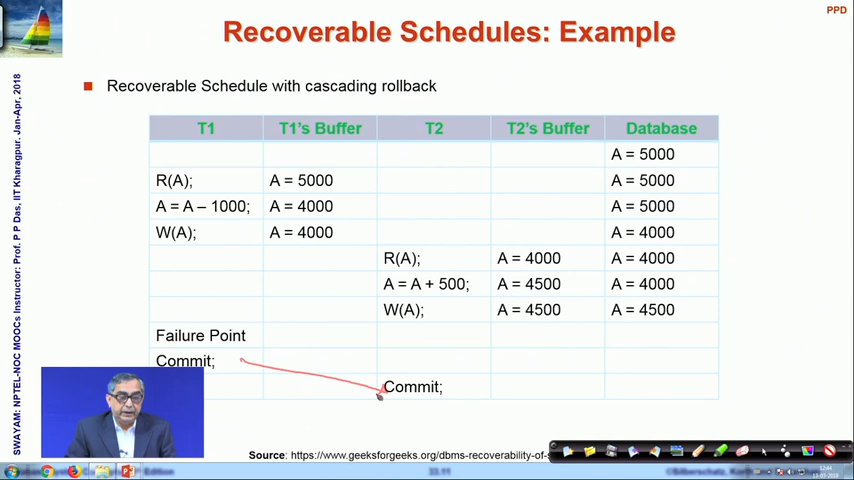 PPD
Recoverable Schedules: Example
Recoverable Schedule with cascading rollback
T1 T1's Buffer T2 T2's Buffer Database
A = 5000
R(A); A = 5000 A = 5000
A = A – 1000; A = 4000 A = 5000
W(A); A = 4000 A = 4000
R(A); A = 4000 A = 4000
A = A + 500; A = 4500 A = 4000
W(A); A = 4500 A = 4500
Failure Point
Commit;
Commit;
SWAYAM: NPTEL-NOC MOOCs Instructor: Prof. P P Das, IIT Kharagpur. Jan-Apr, 2018
Source: https://www.geeksforgeeks.org/dbms-recoverability-of-s
Edition
33.11
©Silberschatz, Korth